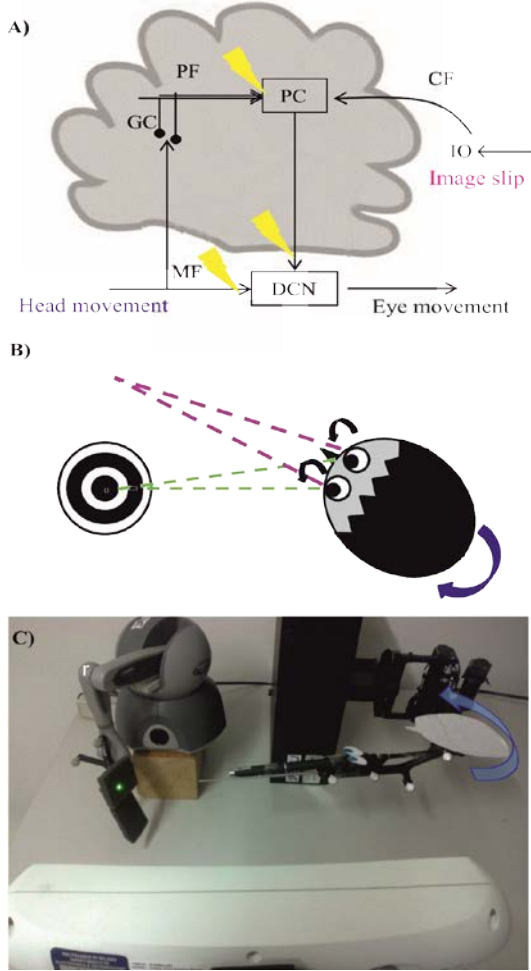 A)
PF
PC
CF
GC
IO
Image slip
MF
DCN
Head movement
Eye movement
B)
C)